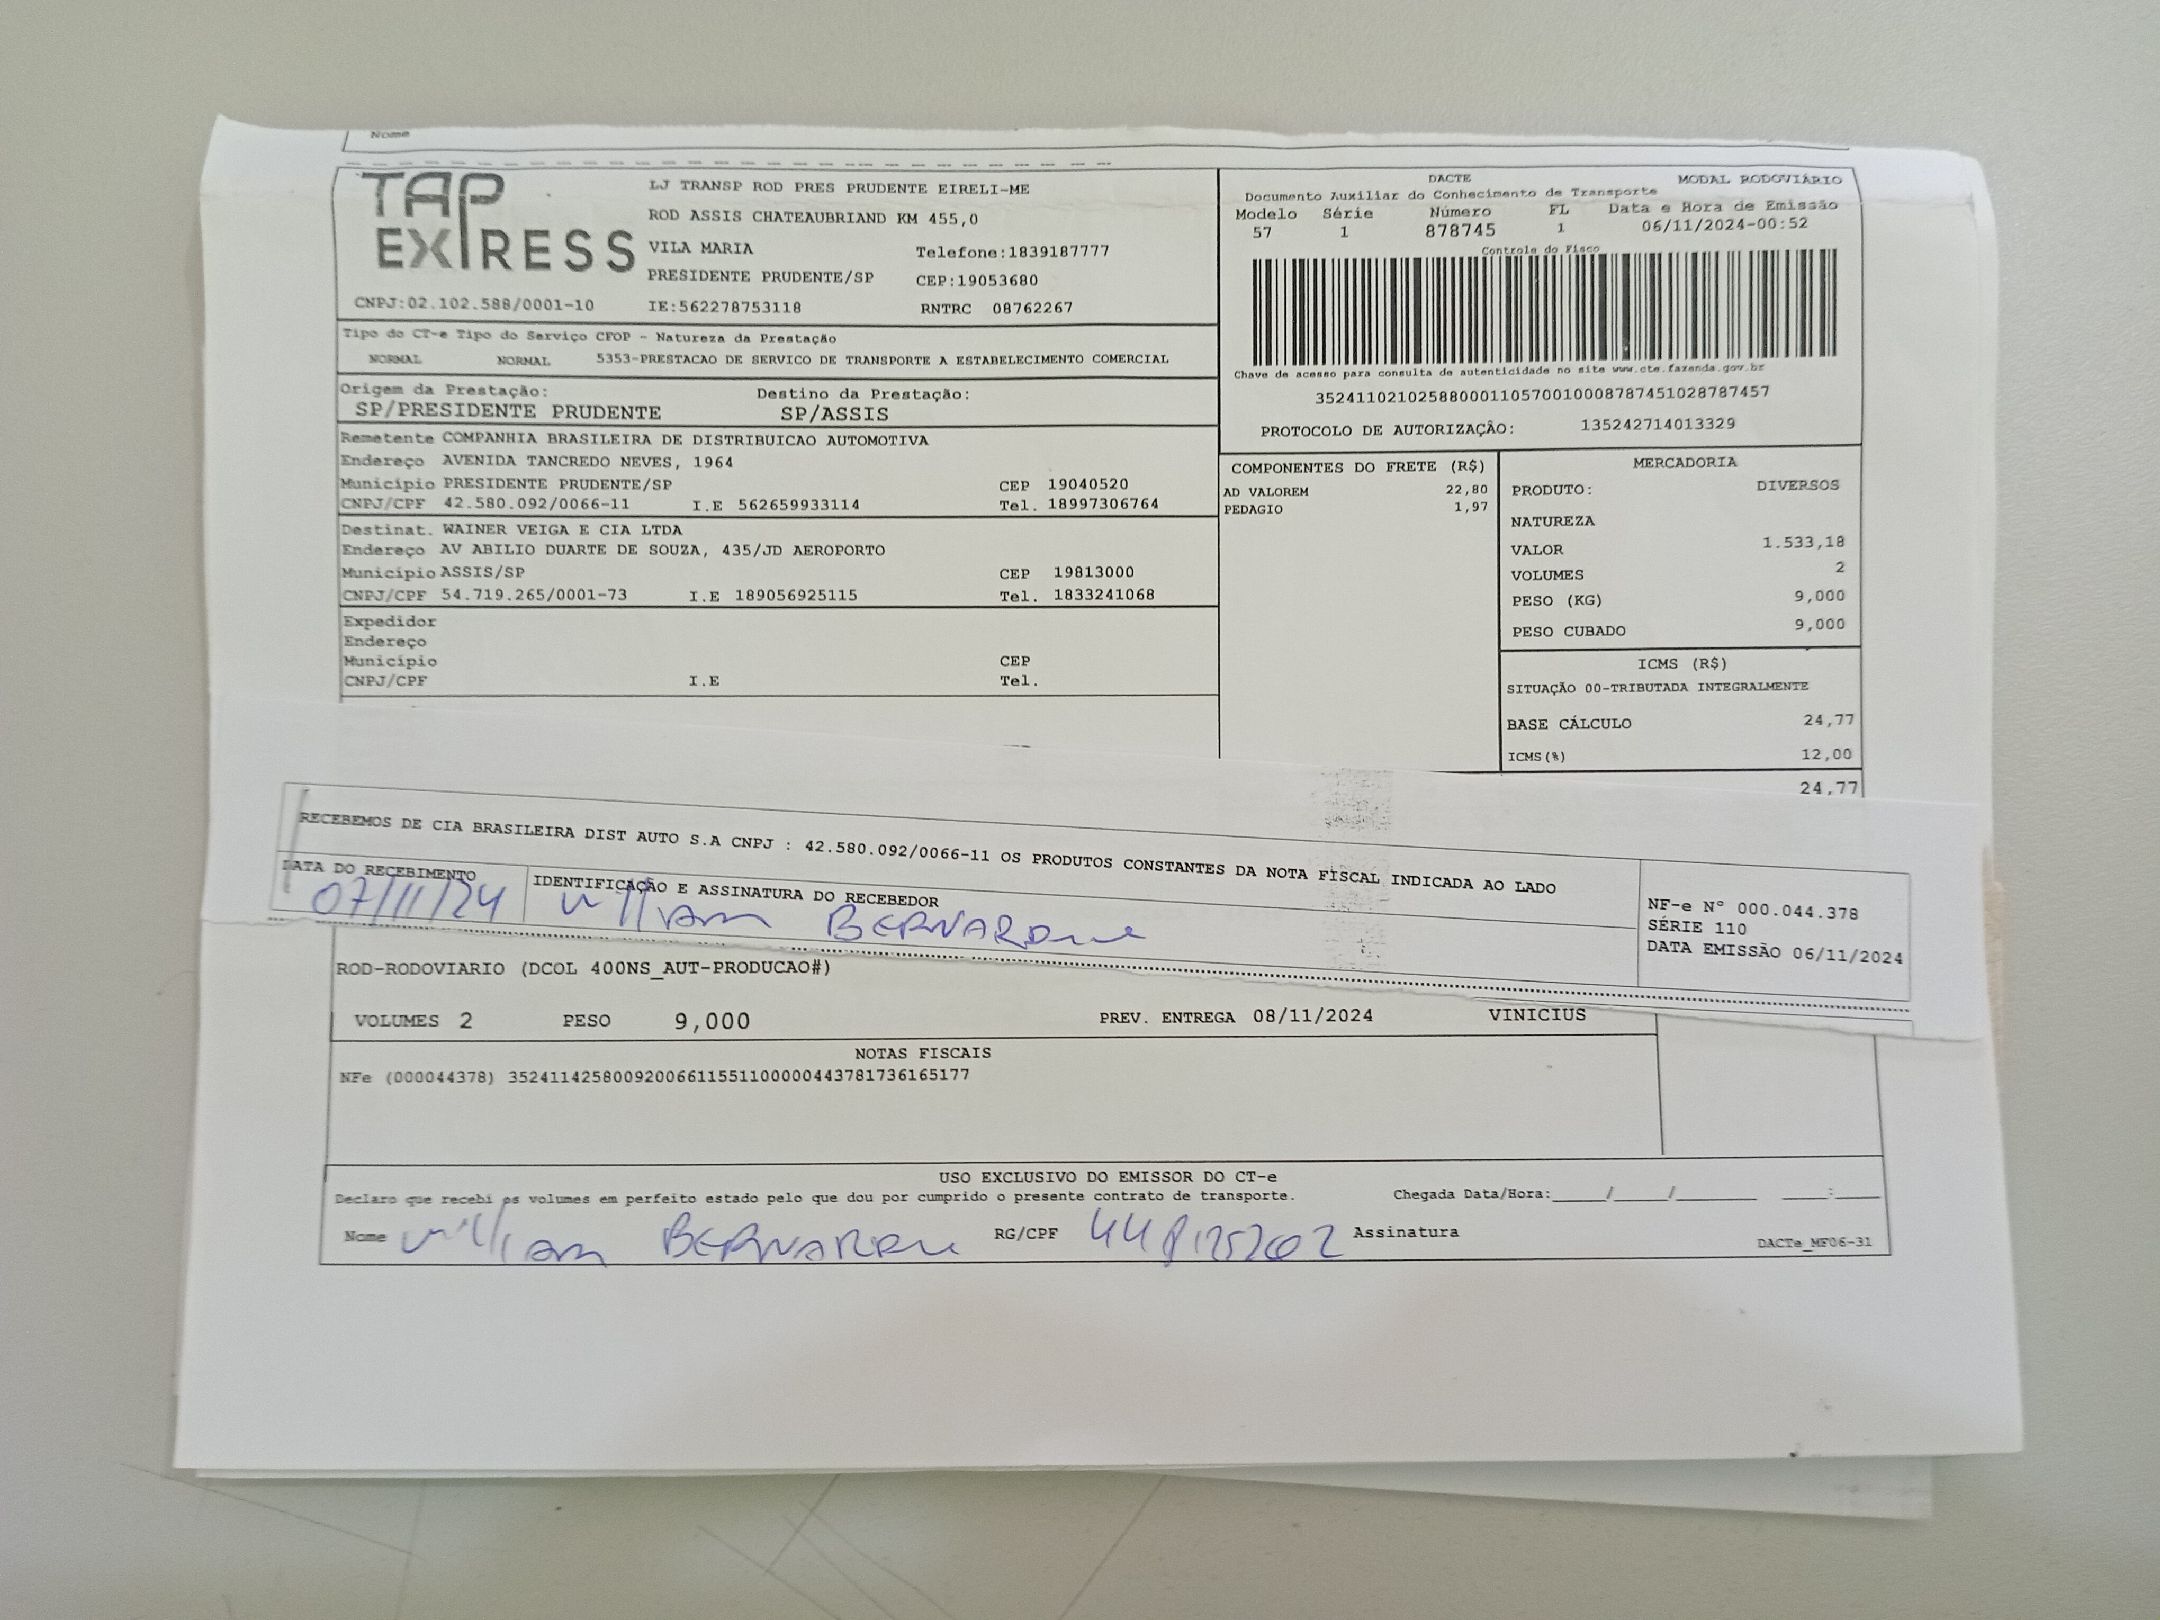 Nome
TAP EXPRESS
LJ TRANSP ROD PRES PRUDENTE EIRELI-ME
ROD ASSIS CHATEAUBRIAND KM 455,0
VILA MARIA Telefone:1839187777
PRESIDENTE PRUDENTE/SP CEP:19053680
CNPJ:02.102.588/0001-10 IE:562278753118 RNTRC 08762267
DACTE MODAL RODOVIÁRIO
Documento Auxiliar do Conhecimento de Transporte
Modelo Série Número FL Data e Hora de Emissão
57 1 878745 1 06/11/2024-00:52
Controle do Fisco
Chave de acesso para consulta de autenticidade no site www.cte.fazenda.gov.br
35241102102588000110570010008787451028787457
PROTOCOLO DE AUTORIZAÇÃO: 135242714013329
Tipo do CT-e Tipo do Serviço CFOP - Natureza da Prestação
NORMAL NORMAL 5353-PRESTACAO DE SERVICO DE TRANSPORTE A ESTABELECIMENTO COMERCIAL
Origem da Prestação: Destino da Prestação:
SP/PRESIDENTE PRUDENTE SP/ASSIS
Remetente COMPANHIA BRASILEIRA DE DISTRIBUICAO AUTOMOTIVA
Endereço AVENIDA TANCREDO NEVES, 1964
Município PRESIDENTE PRUDENTE/SP CEP 19040520
CNPJ/CPF 42.580.092/0066-11 I.E 562659933114 Tel. 18997306764
Destinat. WAINER VEIGA E CIA LTDA
Endereço AV ABILIO DUARTE DE SOUZA, 435/JD AEROPORTO
Município ASSIS/SP CEP 19813000
CNPJ/CPF 54.719.265/0001-73 I.E 189056925115 Tel. 1833241068
Expedidor
Endereço
Município CEP
CNPJ/CPF I.E Tel.
COMPONENTES DO FRETE (R$)
AD VALOREM 22,80
PEDAGIO 1,97
MERCADORIA
PRODUTO: DIVERSOS
NATUREZA
VALOR 1.533,18
VOLUMES 2
PESO (KG) 9,000
PESO CUBADO 9,000
ICMS (R$)
SITUAÇÃO 00-TRIBUTADA INTEGRALMENTE
BASE CÁLCULO 24,77
ICMS(%) 12,00
24,77
RECEBEMOS DE CIA BRASILEIRA DIST AUTO S.A CNPJ : 42.580.092/0066-11 OS PRODUTOS CONSTANTES DA NOTA FISCAL INDICADA AO LADO
DATA DO RECEBIMENTO IDENTIFICAÇÃO E ASSINATURA DO RECEBEDOR
07/11/24 William
NF-e N° 000.044.378
SÉRIE 110
DATA EMISSÃO 06/11/2024
ROD-RODOVIARIO (DCOL 400NS_AUT-PRODUCAO#)
VOLUMES 2 PESO 9,000 PREV. ENTREGA 08/11/2024 VINICIUS
NOTAS FISCAIS
NFe (000044378) 35241142580092006611551100000443781736165177
USO EXCLUSIVO DO EMISSOR DO CT-e
Declaro que recebi os volumes em perfeito estado pelo que dou por cumprido o presente contrato de transporte. Chegada Data/Hora:____/____/______ ____:____
Nome William RG/CPF Assinatura
DACTe_MF06-31